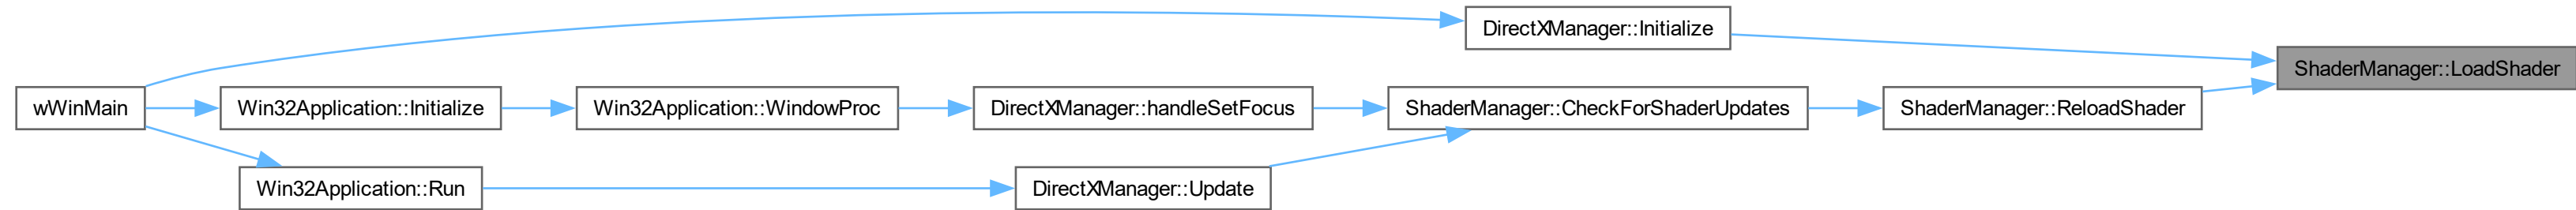 DirectXManager::Initialize
ShaderManager::LoadShader
wWinMain
Win32Application::Initialize
Win32Application::WindowProc
DirectXManager::handleSetFocus
ShaderManager::CheckForShaderUpdates
ShaderManager::ReloadShader
Win32Application::Run
DirectXManager::Update